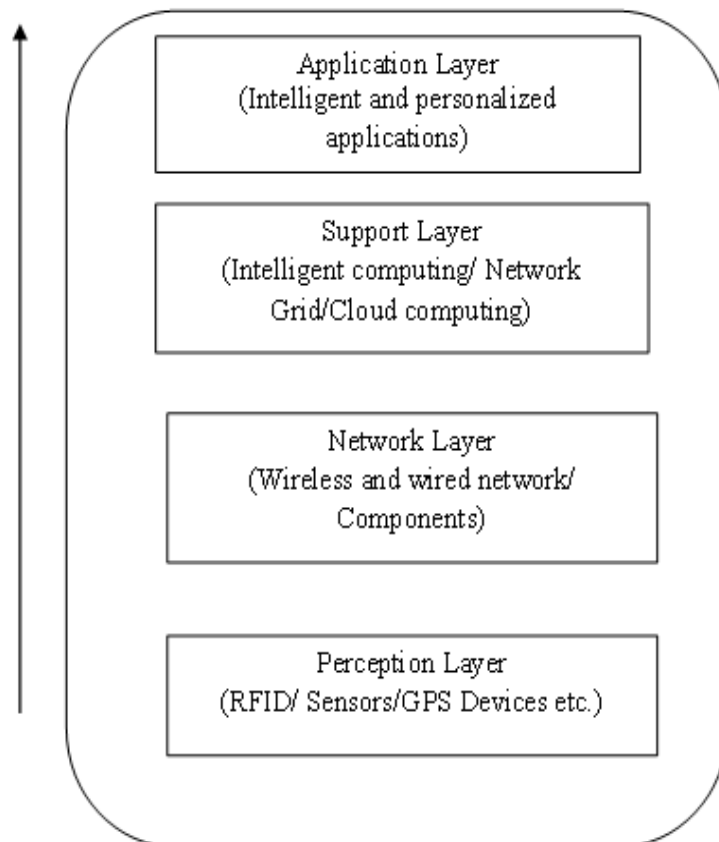 Application Layer
(Intelligent and personalized
applications)
Support Layer
(Intelligent computing/ Network
Grid/Cloud computing)
Network Layer
(Wireless and wired network/
Components)
Perception Layer
(RFID/ Sensors/GPS Devices etc.)